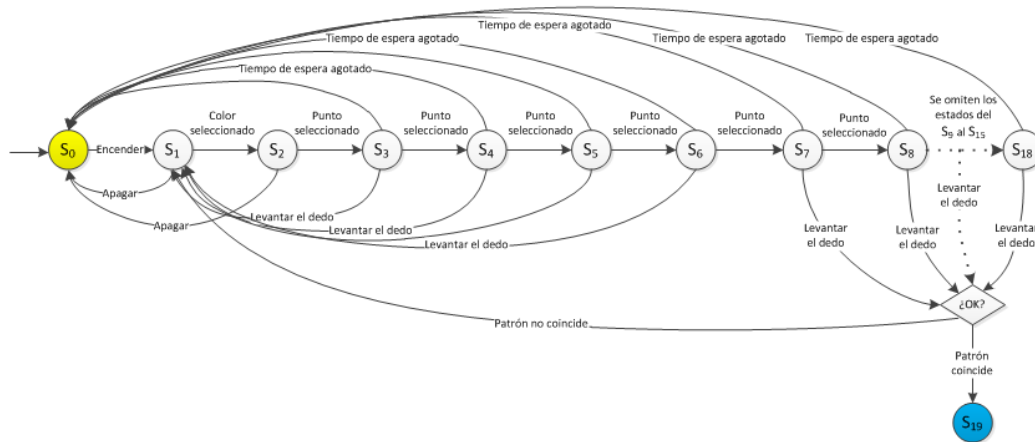 Tiempo de espera agotado
Tiempo de espera agotado
Tiempo de espera agotado
Tiempo de espera agotado
Tiempo de espera agotado
Color
seleccionado
Punto
seleccionado
Punto
seleccionado
Punto
seleccionado
Punto
seleccionado
Punto
seleccionado
Punto
seleccionado
Se omiten los
estados del
S9 al S15
S0
Encender
S1
S2
S3
S4
S5
S6
S7
S8
S18
Apagar
Apagar
Levantar el dedo
Levantar el dedo
Levantar el dedo
Levantar
el dedo
Levantar
el dedo
Levantar
el dedo
Levantar
el dedo
¿OK?
Patrón no coincide
Patrón
coincide
S19